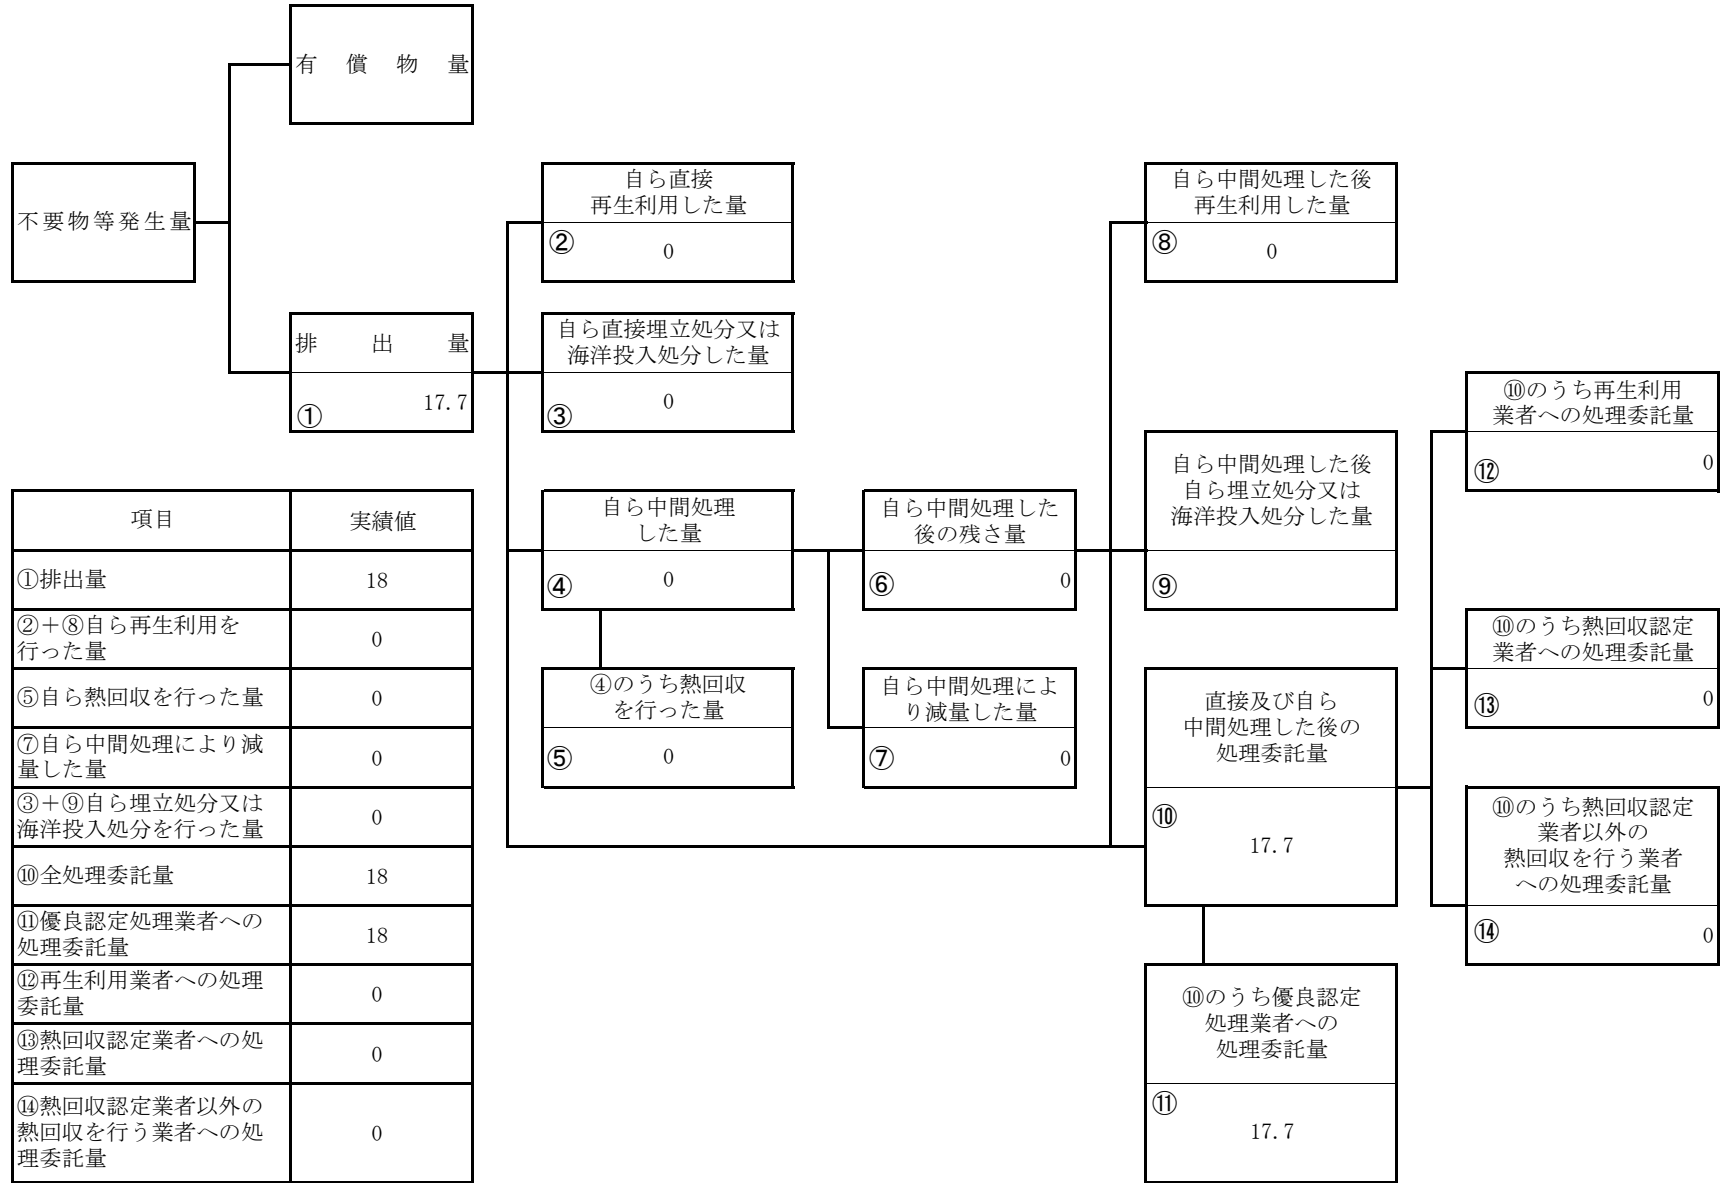 有償物量
不要物等発生量
排出量
① 17.7
自ら直接
再生利用した量
② 0
自ら直接埋立処分又は
海洋投入処分した量
③ 0
自ら中間処理
した量
④ 0
④のうち熱回収
を行った量
⑤ 0
自ら中間処理した
後の残さ量
⑥ 0
自ら中間処理によ
り減量した量
⑦ 0
自ら中間処理した後
再生利用した量
⑧ 0
自ら中間処理した後
自ら埋立処分又は
海洋投入処分した量
⑨
直接及び自ら
中間処理した後の
処理委託量
⑩
17.7
⑩のうち優良認定
処理業者への
処理委託量
⑪
17.7
⑩のうち再生利用
業者への処理委託量
⑫ 0
⑩のうち熱回収認定
業者への処理委託量
⑬ 0
⑩のうち熱回収認定
業者以外の
熱回収を行う業者
への処理委託量
⑭ 0
項目 実績値
①排出量 18
②＋⑧自ら再生利用を
行った量 0
⑤自ら熱回収を行った量 0
⑦自ら中間処理により減
量した量 0
③＋⑨自ら埋立処分又は
海洋投入処分を行った量 0
⑩全処理委託量 18
⑪優良認定処理業者への
処理委託量 18
⑫再生利用業者への処理
委託量 0
⑬熱回収認定業者への処
理委託量 0
⑭熱回収認定業者以外の
熱回収を行う業者への処 0
理委託量